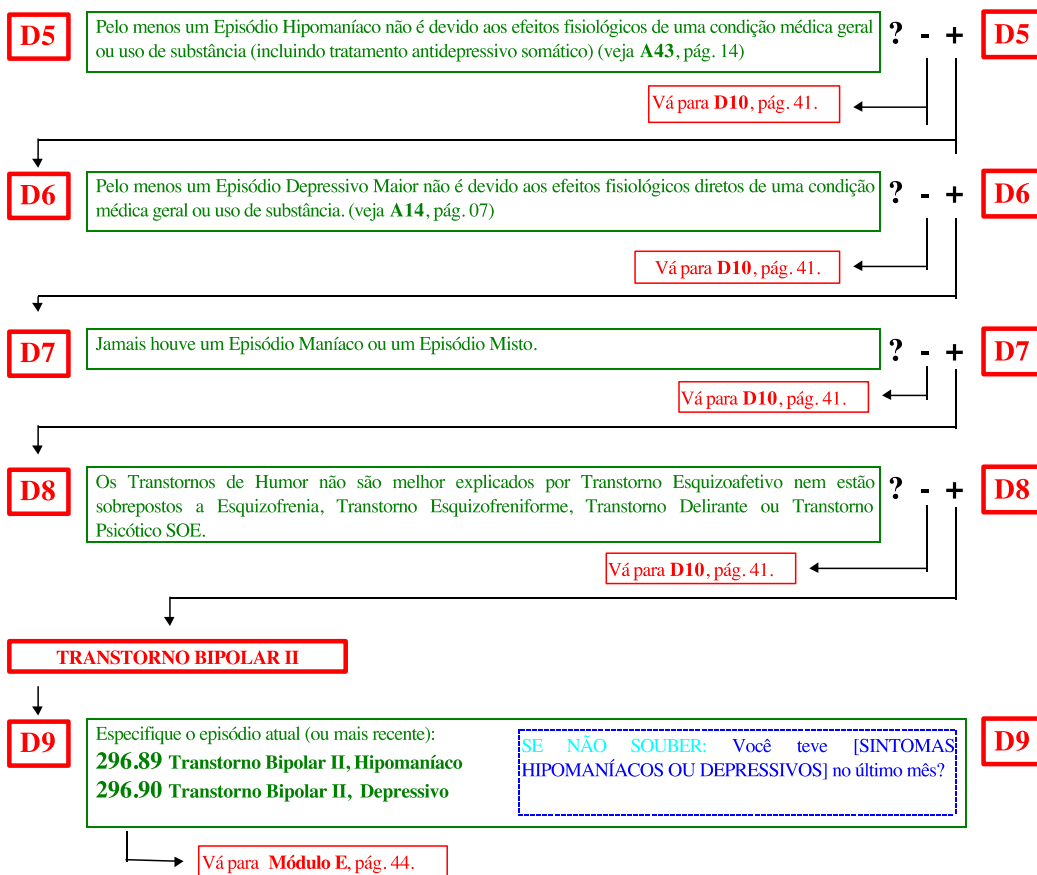 D5
Pelo menos um Episódio Hipomaníaco não é devido aos efeitos fisiológicos de uma condição médica geral
ou uso de substância (incluindo tratamento antidepressivo somático) (veja A43, pág. 14)
? - +
D5
Vá para D10, pág. 41.
D6
Pelo menos um Episódio Depressivo Maior não é devido aos efeitos fisiológicos diretos de uma condição
médica geral ou uso de substância. (veja A14, pág. 07)
? - +
D6
Vá para D10, pág. 41.
D7
Jamais houve um Episódio Maníaco ou um Episódio Misto.
? - +
D7
Vá para D10, pág. 41.
D8
Os Transtornos de Humor não são melhor explicados por Transtorno Esquizoafetivo nem estão
sobrepostos a Esquizofrenia, Transtorno Esquizofreniforme, Transtorno Delirante ou Transtorno
Psicótico SOE.
? - +
D8
Vá para D10, pág. 41.
TRANSTORNO BIPOLAR II
D9
Especifique o episódio atual (ou mais recente):
296.89 Transtorno Bipolar II, Hipomaníaco
296.90 Transtorno Bipolar II, Depressivo
SE NÃO SOUBER: Você teve [SINTOMAS
HIPOMANÍACOS OU DEPRESSIVOS] no último mês?
D9
Vá para Módulo E, pág. 44.